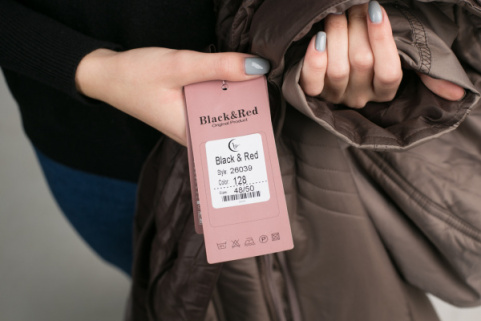 Black&Red
Original Product
Black & Red
Style: 26039
Color: 128
Size: 48/50